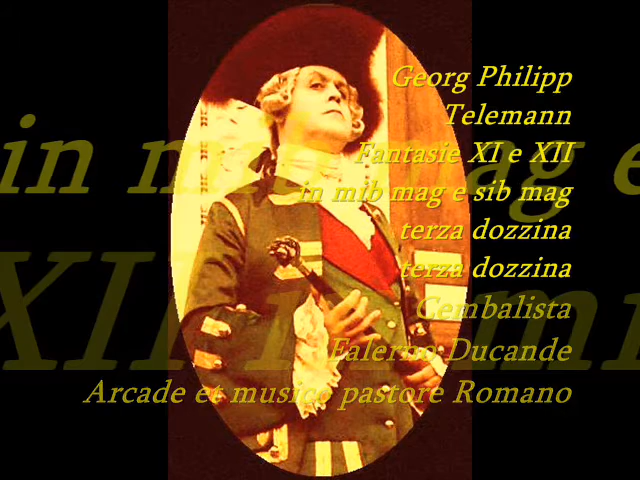 Georg Philipp
Telemann
Fantasie XI e XII
in mib mag e sib mag
terza dozzina
terza dozzina
Cembalista
Falerno Ducande
Arcade et musico pastore Romano